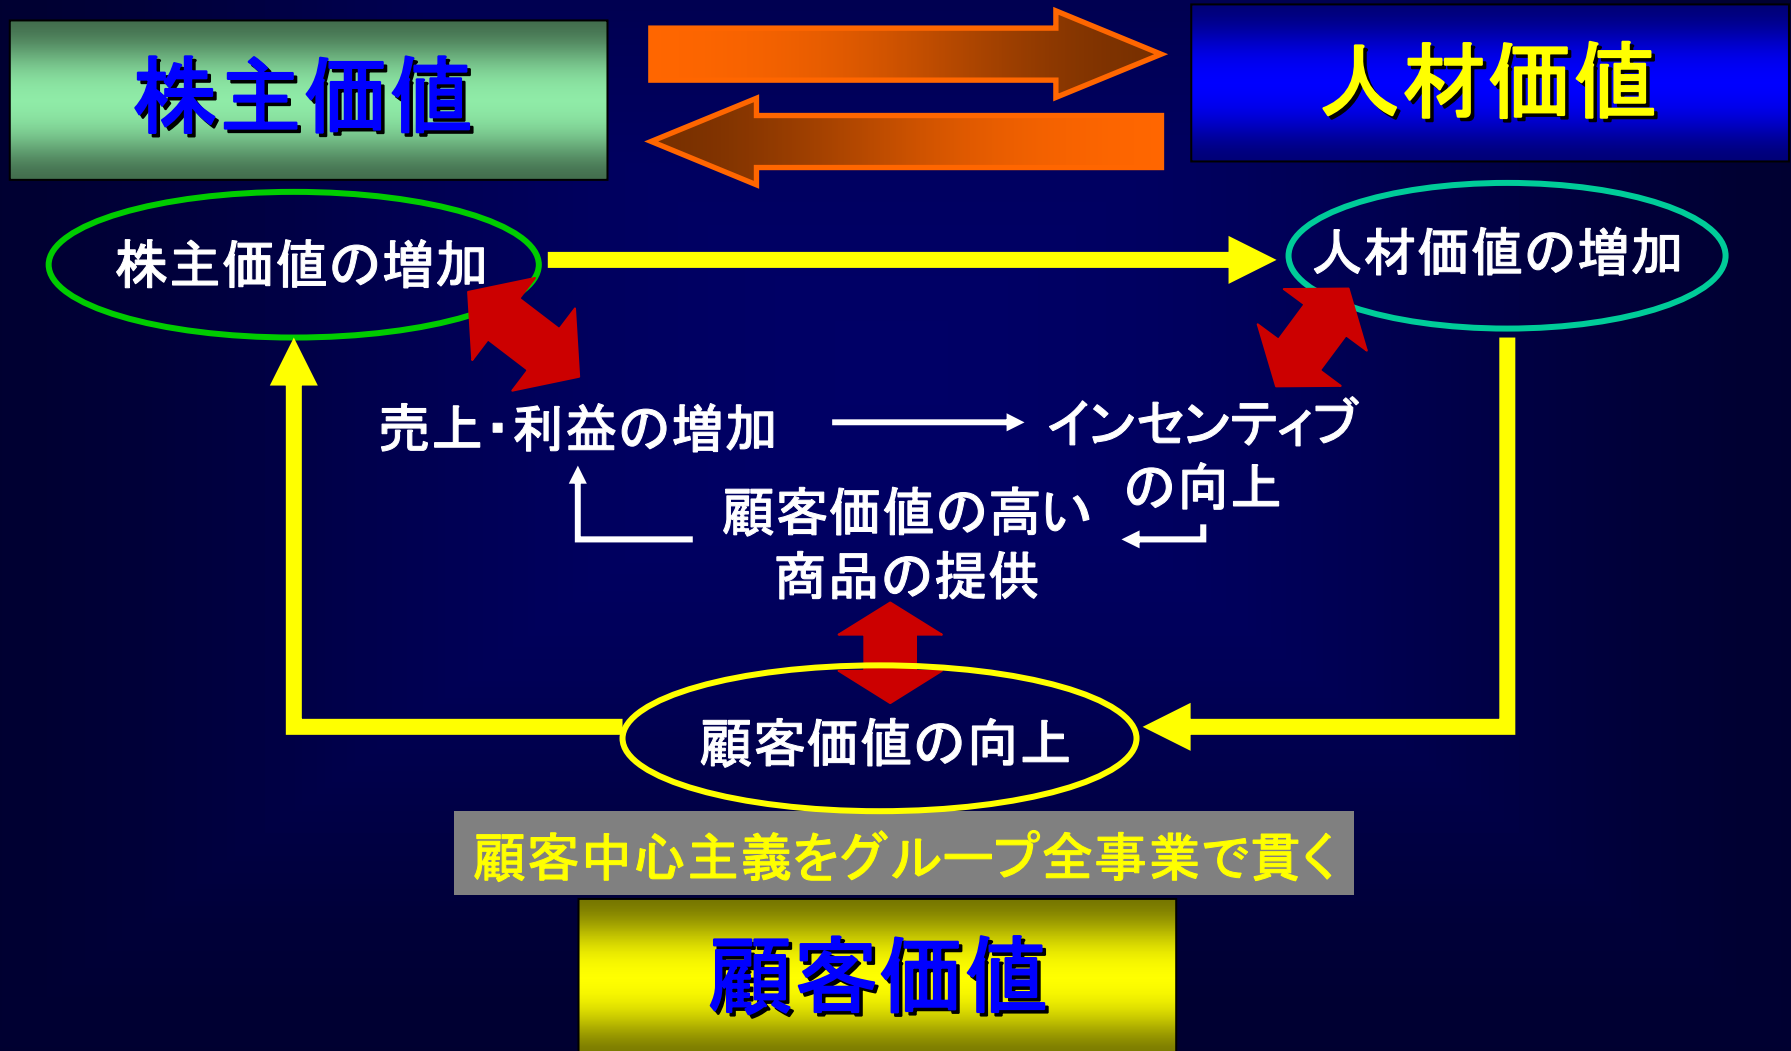 株主価値
人材価値
株主価値の増加
人材価値の増加
売上・利益の増加
インセンティブ
の向上
顧客価値の高い
商品の提供
顧客価値の向上
顧客中心主義をグループ全事業で貫く
顧客価値